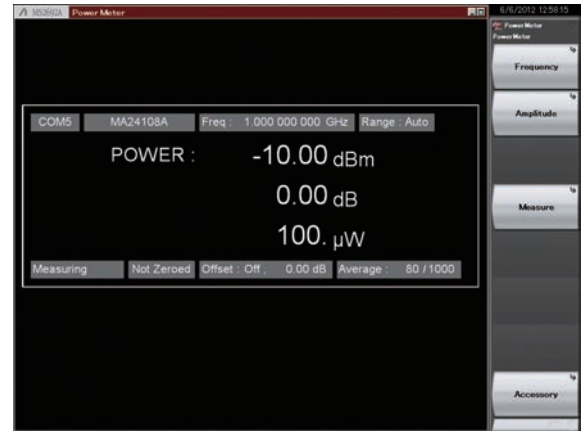 MS2692A Power Meter
6/6/2012 12:58:15
Power Meter
Power Meter
Frequency
Amplitude
Measure
Accessory
COM5 MA24108A Freq : 1.000 000 000 GHz Range : Auto
POWER : -10.00 dBm
0.00 dB
100. µW
Measuring Not Zeroed Offset : Off , 0.00 dB Average : 80 / 1000